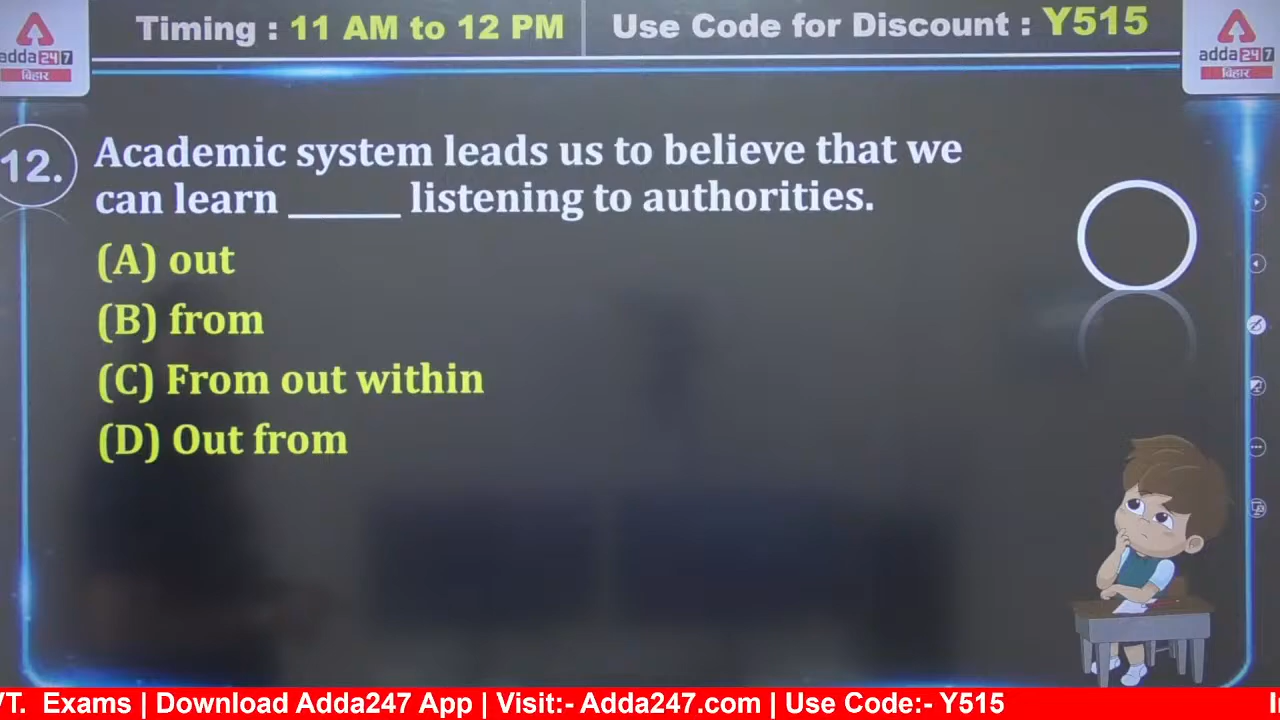 Timing : 11 AM to 12 PM
Use Code for Discount : Y515
adda247
बिहार
adda247
बिहार
12. Academic system leads us to believe that we
can learn ______ listening to authorities.
(A) out
(B) from
(C) From out within
(D) Out from
Exams | Download Adda247 App | Visit:- Adda247.com | Use Code:- Y515